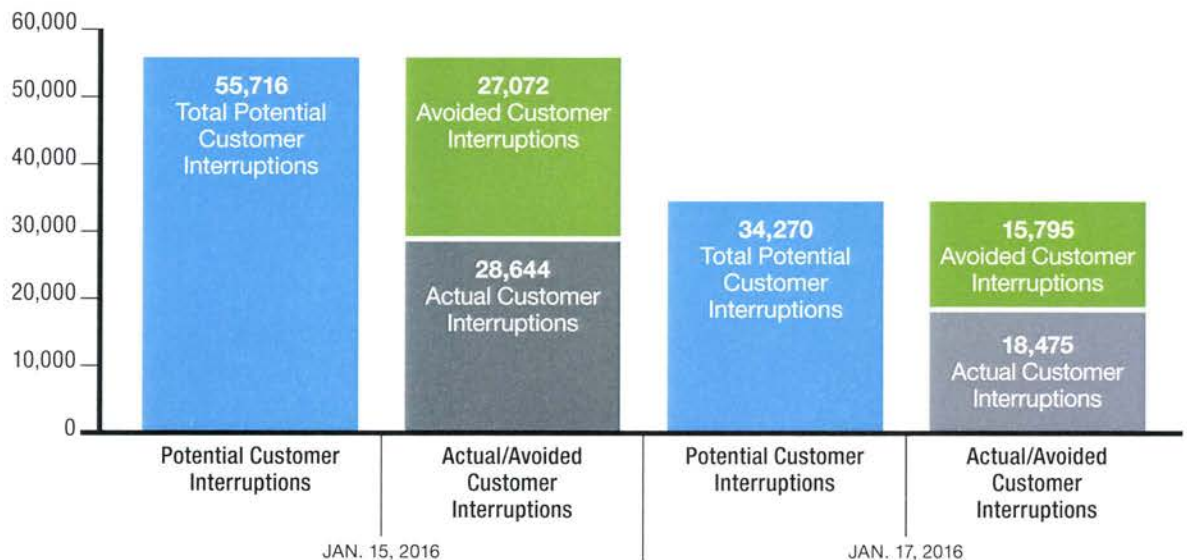 60,000
50,000
40,000
30,000
20,000
10,000
0
55,716
Total Potential
Customer
Interruptions
27,072
Avoided Customer
Interruptions
28,644
Actual Customer
Interruptions
34,270
Total Potential
Customer
Interruptions
15,795
Avoided Customer
Interruptions
18,475
Actual Customer
Interruptions
Potential Customer
Interruptions
Actual/Avoided
Customer
Interruptions
Potential Customer
Interruptions
Actual/Avoided
Customer
Interruptions
JAN. 15, 2016
JAN. 17, 2016